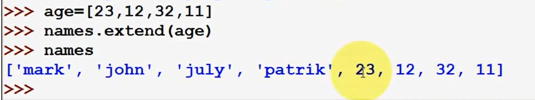 >>> age=[23,12,32,11]
>>> names.extend(age)
>>> names
['mark', 'john', 'july', 'patrik', 23, 12, 32, 11]
>>>